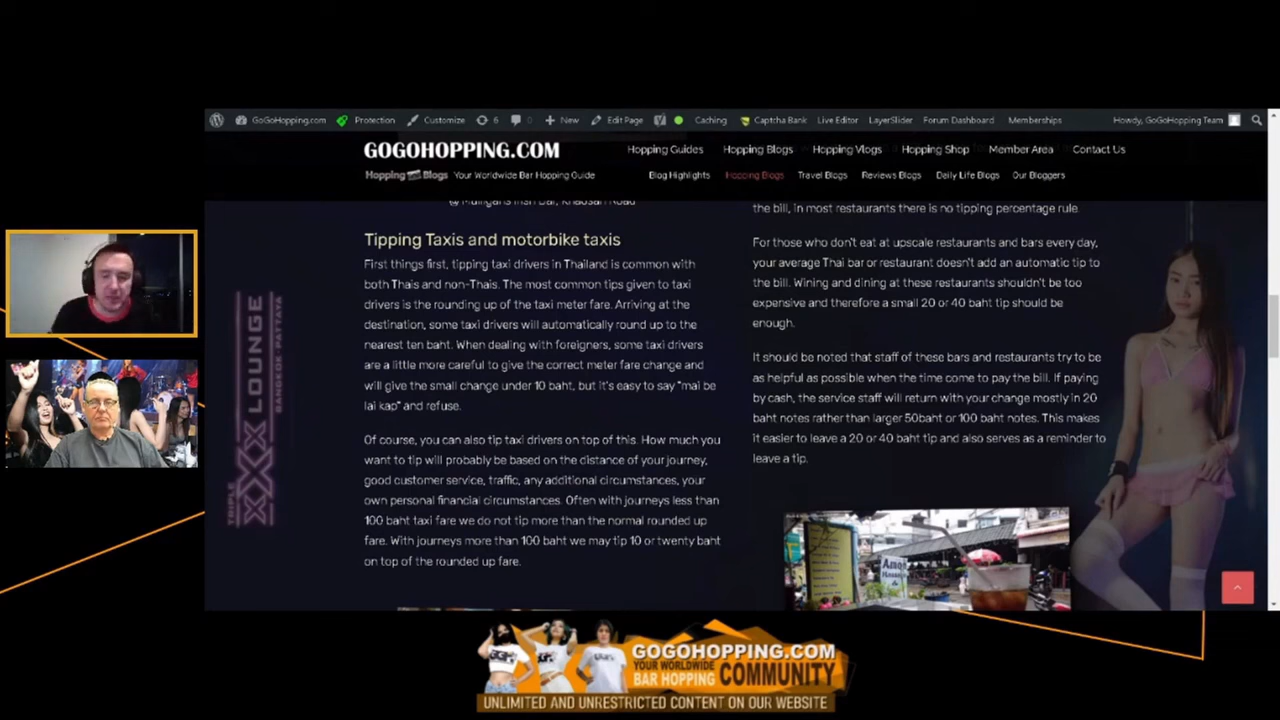 GoGoHopping.com Protection Customize 6 0 New Edit Page Caching Captcha Bank Live Editor LayerSlider Forum Dashboard Memberships Howdy, GoGoHopping Team
GOGOHOPPING.COM
Hopping Guides Hopping Blogs Hopping Vlogs Hopping Shop Member Area Contact Us
Hopping Blogs Your Worldwide Bar Hopping Guide
Blog Highlights Hopping Blogs Travel Blogs Reviews Blogs Daily Life Blogs Our Bloggers
@ Mulligans Irish Bar, Khaosan Road
Tipping Taxis and motorbike taxis
First things first, tipping taxi drivers in Thailand is common with
both Thais and non-Thais. The most common tips given to taxi
drivers is the rounding up of the taxi meter fare. Arriving at the
destination, some taxi drivers will automatically round up to the
nearest ten baht. When dealing with foreigners, some taxi drivers
are a little more careful to give the correct meter fare change and
will give the small change under 10 baht, but it's easy to say "mai be
lai kap" and refuse.
Of course, you can also tip taxi drivers on top of this. How much you
want to tip will probably be based on the distance of your journey,
good customer service, traffic, any additional circumstances, your
own personal financial circumstances. Often with journeys less than
100 baht taxi fare we do not tip more than the normal rounded up
fare. With journeys more than 100 baht we may tip 10 or twenty baht
on top of the rounded up fare.
the bill, in most restaurants there is no tipping percentage rule.
For those who don't eat at upscale restaurants and bars every day,
your average Thai bar or restaurant doesn't add an automatic tip to
the bill. Wining and dining at these restaurants shouldn't be too
expensive and therefore a small 20 or 40 baht tip should be
enough.
It should be noted that staff of these bars and restaurants try to be
as helpful as possible when the time come to pay the bill. If paying
by cash, the service staff will return with your change mostly in 20
baht notes rather than larger 50baht or 100 baht notes. This makes
it easier to leave a 20 or 40 baht tip and also serves as a reminder to
leave a tip.
TRIPLE
XXX LOUNGE
BANGKOK PATTAYA
GOGOHOPPING.COM
YOUR WORLDWIDE
BAR HOPPING
COMMUNITY
UNLIMITED AND UNRESTRICTED CONTENT ON OUR WEBSITE